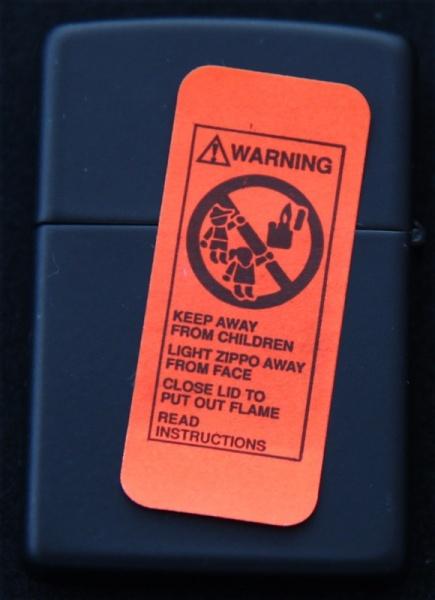 WARNING
KEEP AWAY
FROM CHILDREN
LIGHT ZIPPO AWAY
FROM FACE
CLOSE LID TO
PUT OUT FLAME
READ
INSTRUCTIONS